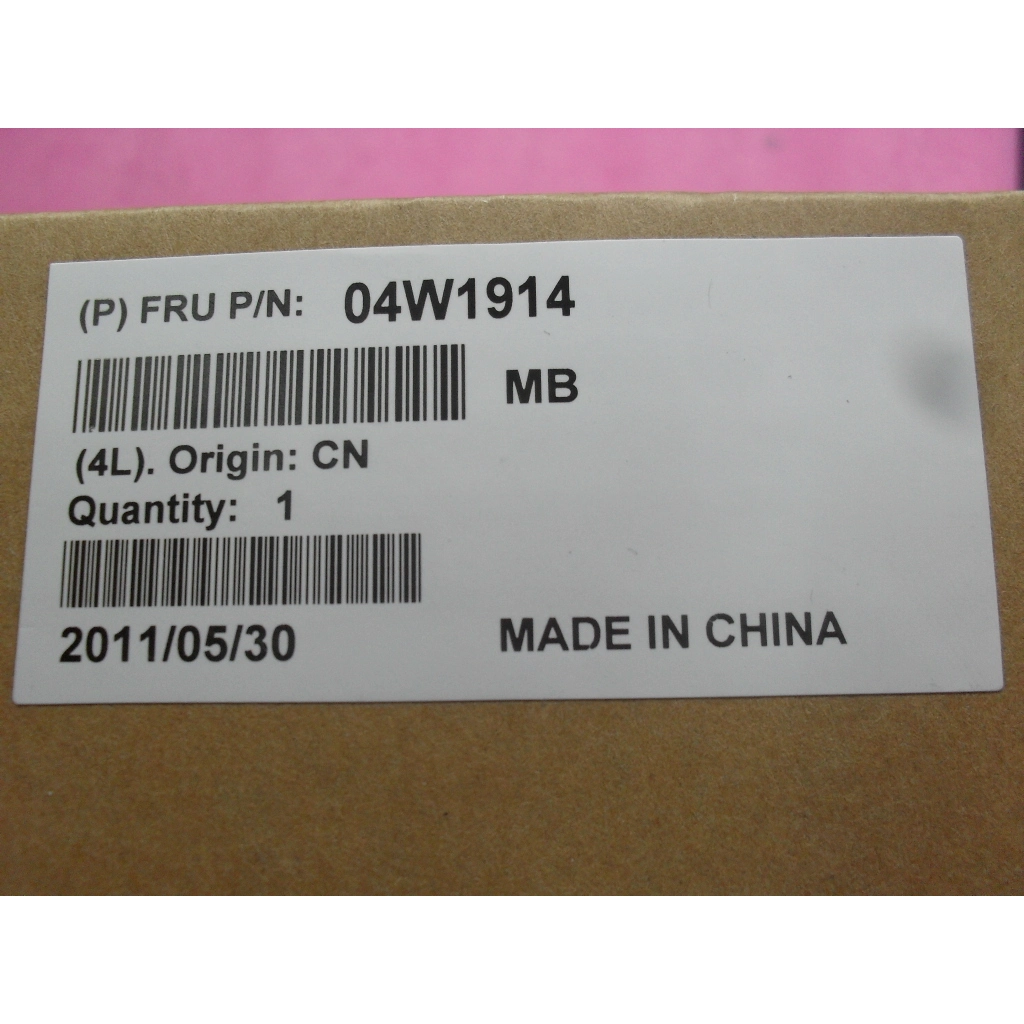 (P) FRU P/N: 04W1914
MB
(4L). Origin: CN
Quantity: 1
2011/05/30
MADE IN CHINA